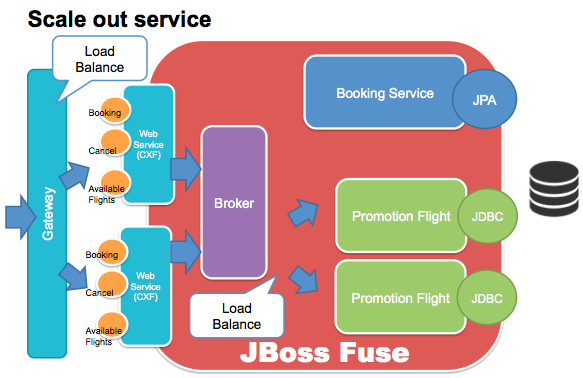 Scale out service
Load
Balance
Gateway
Booking
Cancel
Available
Flights
Web
Service
(CXF)
Booking
Cancel
Available
Flights
Web
Service
(CXF)
Broker
Load
Balance
Booking Service
JPA
Promotion Flight
JDBC
Promotion Flight
JDBC
JBoss Fuse